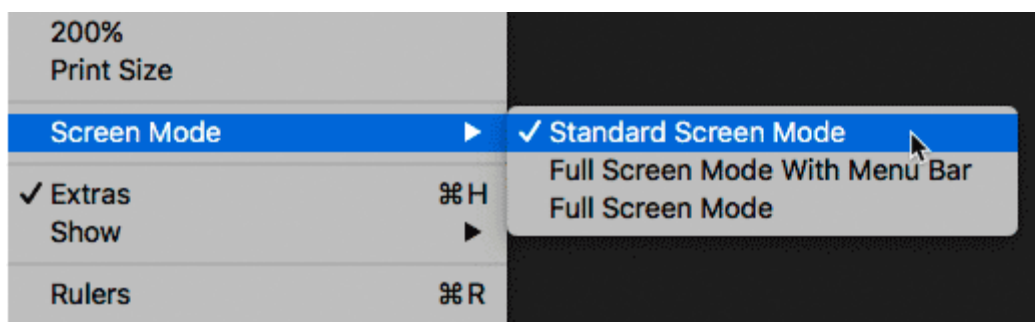 200%
Print Size
Screen Mode ▶
✓ Standard Screen Mode
Full Screen Mode With Menu Bar
Full Screen Mode
✓ Extras ⌘H
Show ▶
Rulers ⌘R